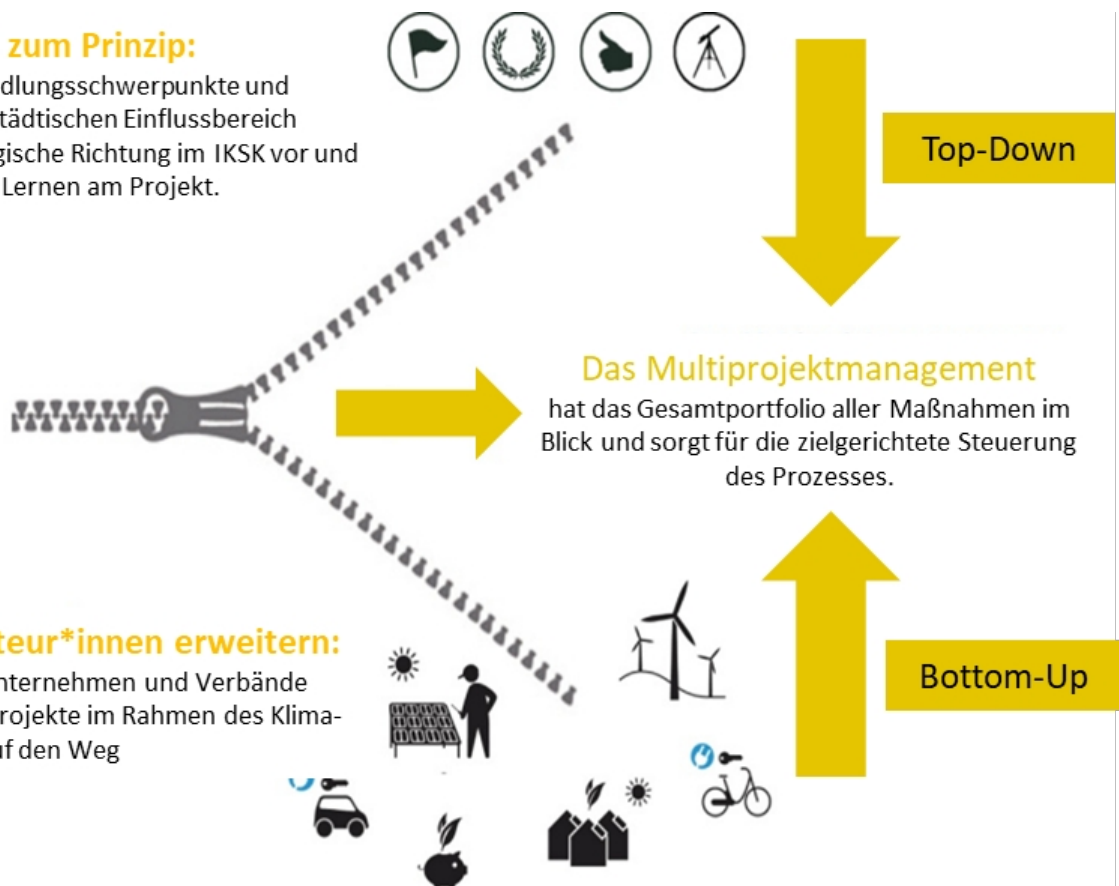 zum Prinzip:
dlungsschwerpunkte und
tädtischen Einflussbereich
gische Richtung im IKSK vor und
Lernen am Projekt.
Top-Down
Das Multiprojektmanagement
hat das Gesamtportfolio aller Maßnahmen im
Blick und sorgt für die zielgerichtete Steuerung
des Prozesses.
teur*innen erweitern:
nternehmen und Verbände
rojekte im Rahmen des Klima-
uf den Weg
Bottom-Up